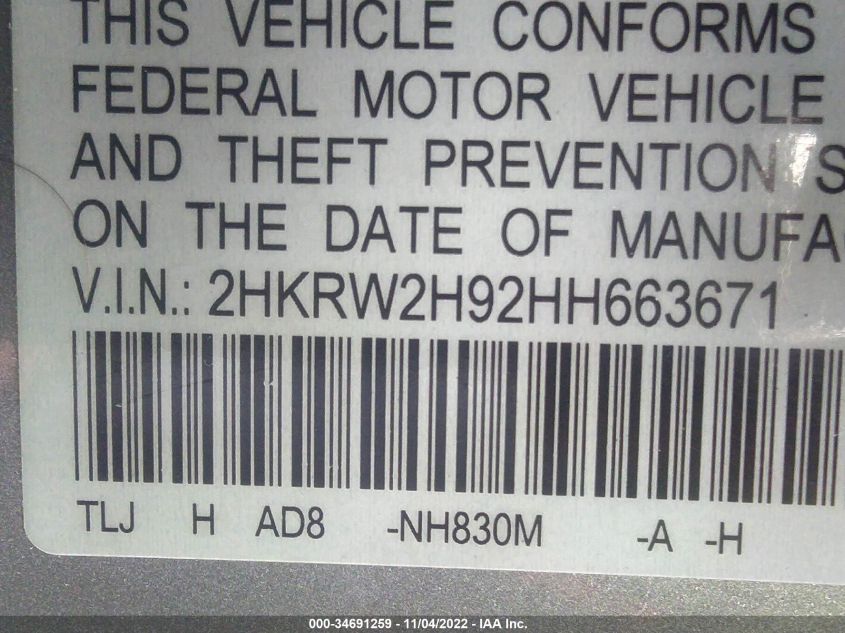 THIS VEHICLE CONFORMS
FEDERAL MOTOR VEHICLE
AND THEFT PREVENTION S
ON THE DATE OF MANUFA
V.I.N.: 2HKRW2H92HH663671
TLJ H AD8 -NH830M -A -H
000-34691259 - 11/04/2022 - IAA Inc.